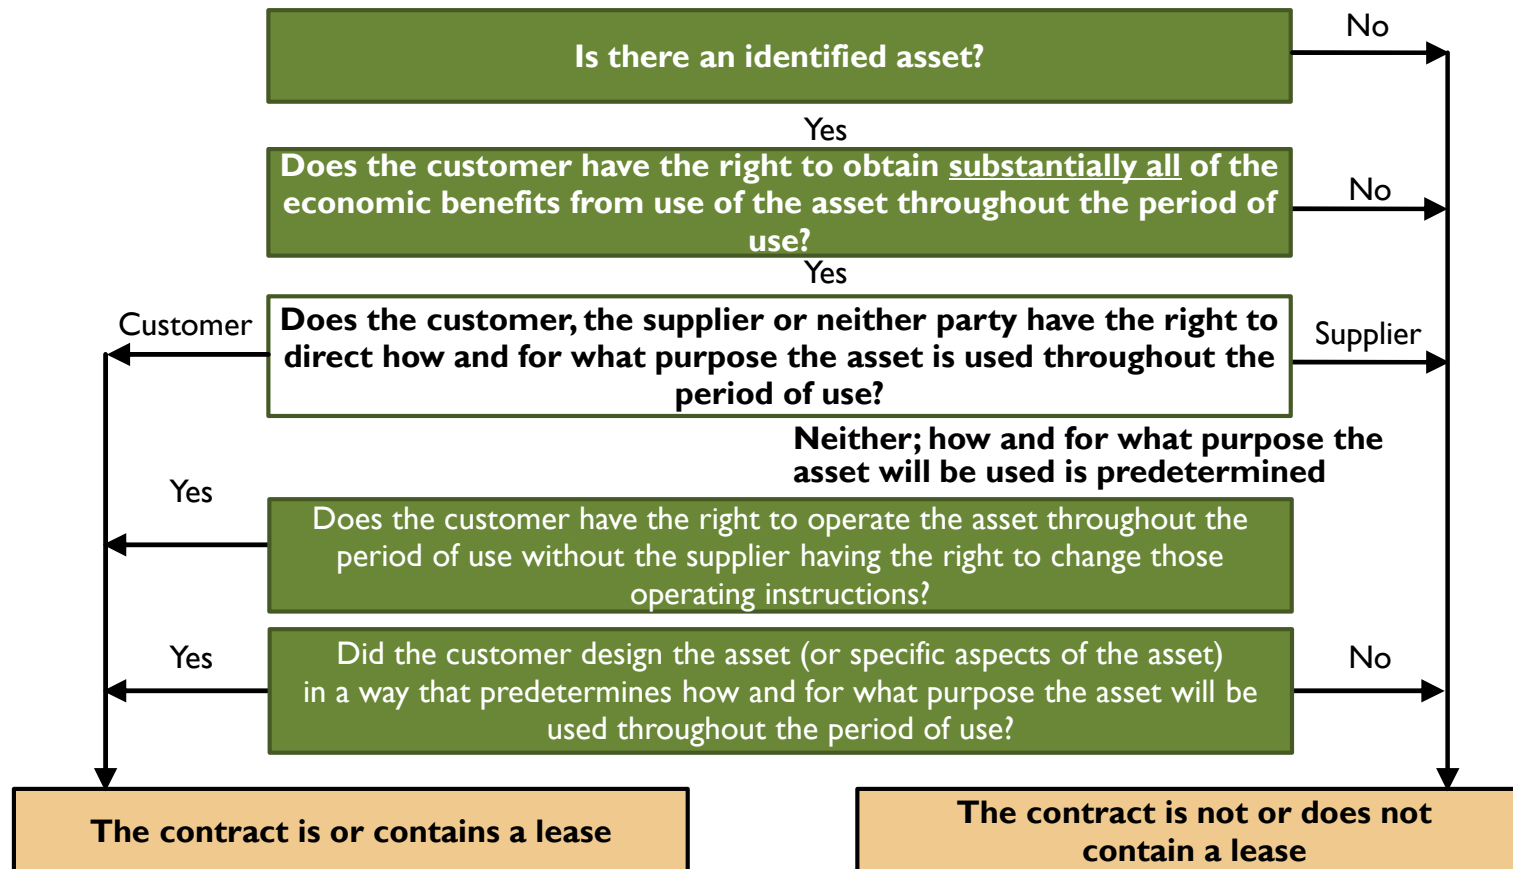 No
Is there an identified asset?
Yes
Does the customer have the right to obtain substantially all of the
economic benefits from use of the asset throughout the period of
use?
No
Yes
Customer
Does the customer, the supplier or neither party have the right to
direct how and for what purpose the asset is used throughout the
period of use?
Supplier
Neither; how and for what purpose the
asset will be used is predetermined
Yes
Does the customer have the right to operate the asset throughout the
period of use without the supplier having the right to change those
operating instructions?
Yes
Did the customer design the asset (or specific aspects of the asset)
in a way that predetermines how and for what purpose the asset will be
used throughout the period of use?
No
The contract is or contains a lease
The contract is not or does not
contain a lease